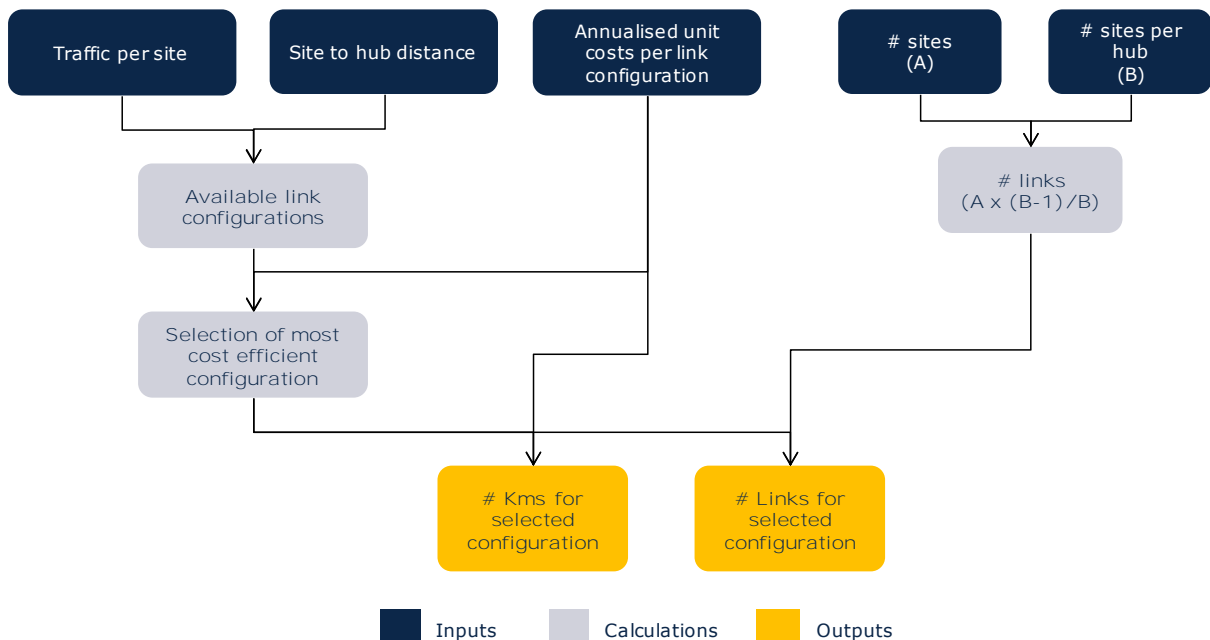 Traffic per site
Site to hub distance
Annualised unit
costs per link
configuration
# sites
(A)
# sites per
hub
(B)
Available link
configurations
# links
(A x (B-1)/B)
Selection of most
cost efficient
configuration
# Kms for
selected
configuration
# Links for
selected
configuration
Inputs
Calculations
Outputs